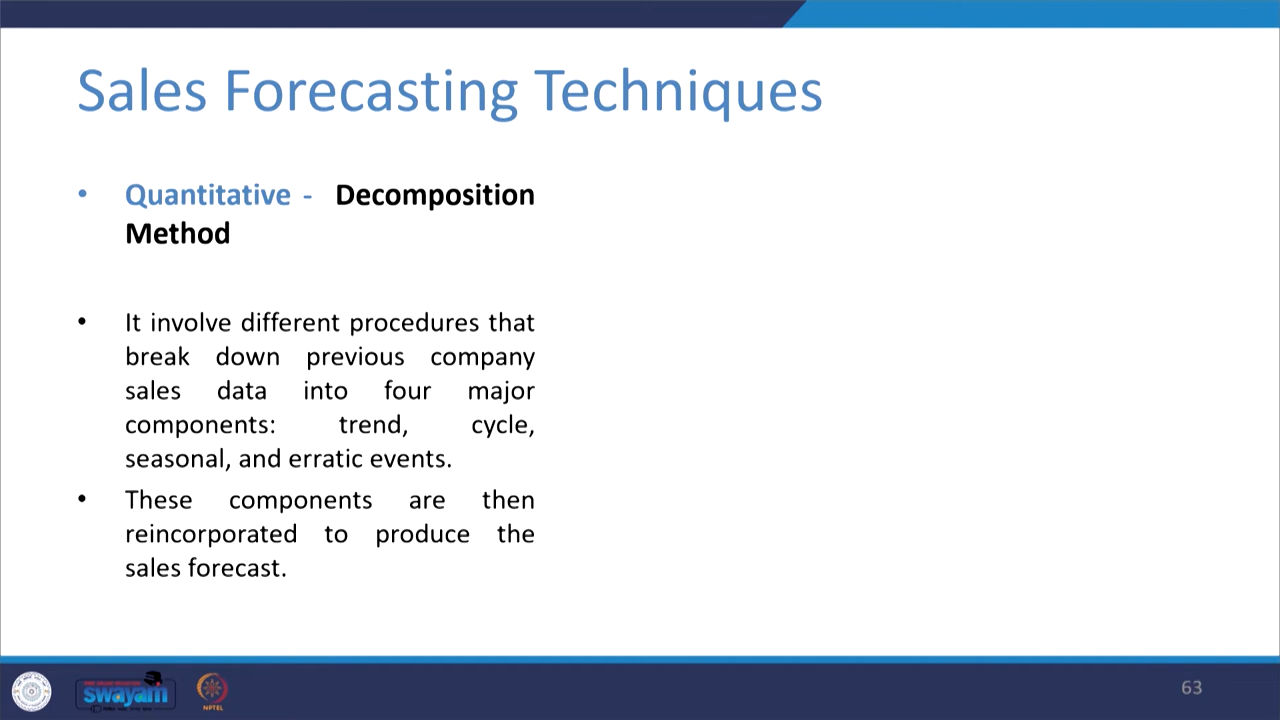 Sales Forecasting Techniques
• Quantitative - Decomposition
Method
• It involve different procedures that
break down previous company
sales data into four major
components: trend, cycle,
seasonal, and erratic events.
• These components are then
reincorporated to produce the
sales forecast.
swayam
NPTEL
63